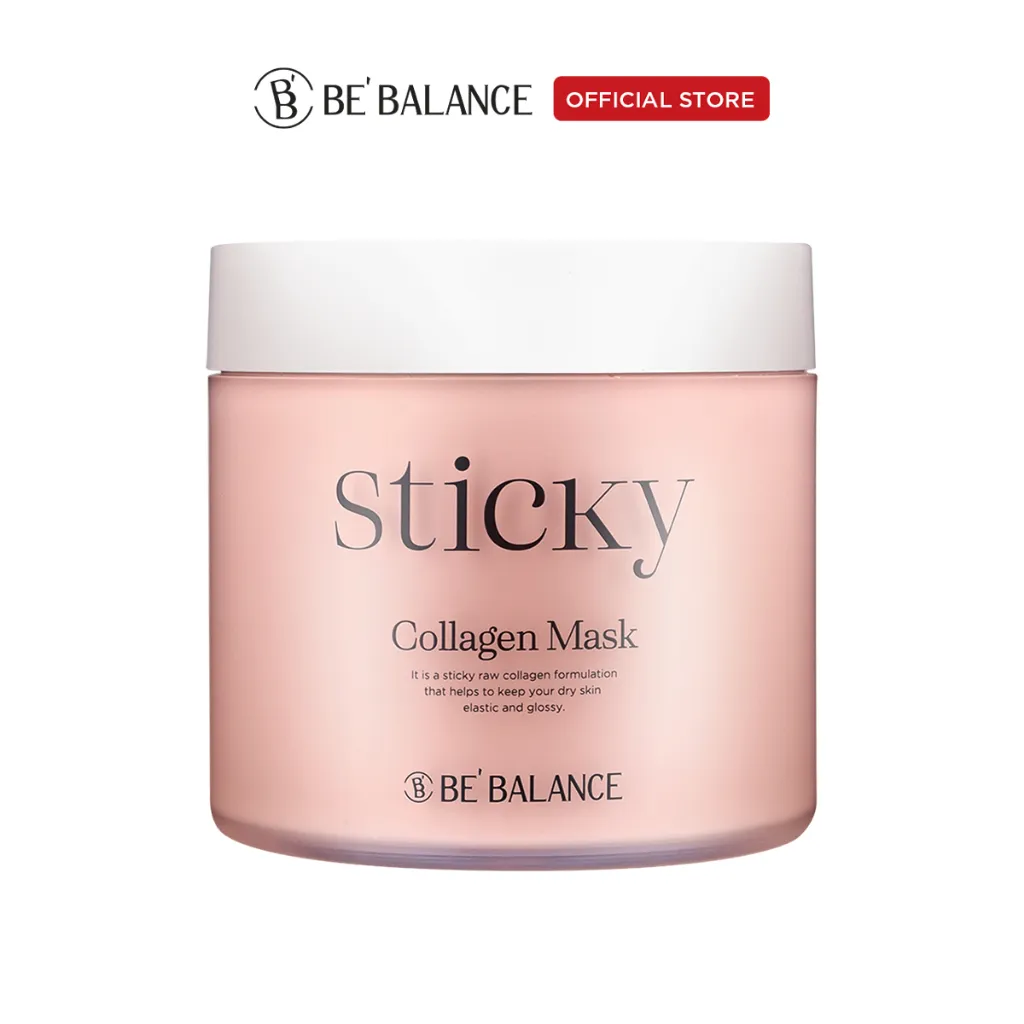 BE' BALANCE OFFICIAL STORE
sticky
Collagen Mask
It is a sticky raw collagen formulation
that helps to keep your dry skin
elastic and glossy.
BE' BALANCE